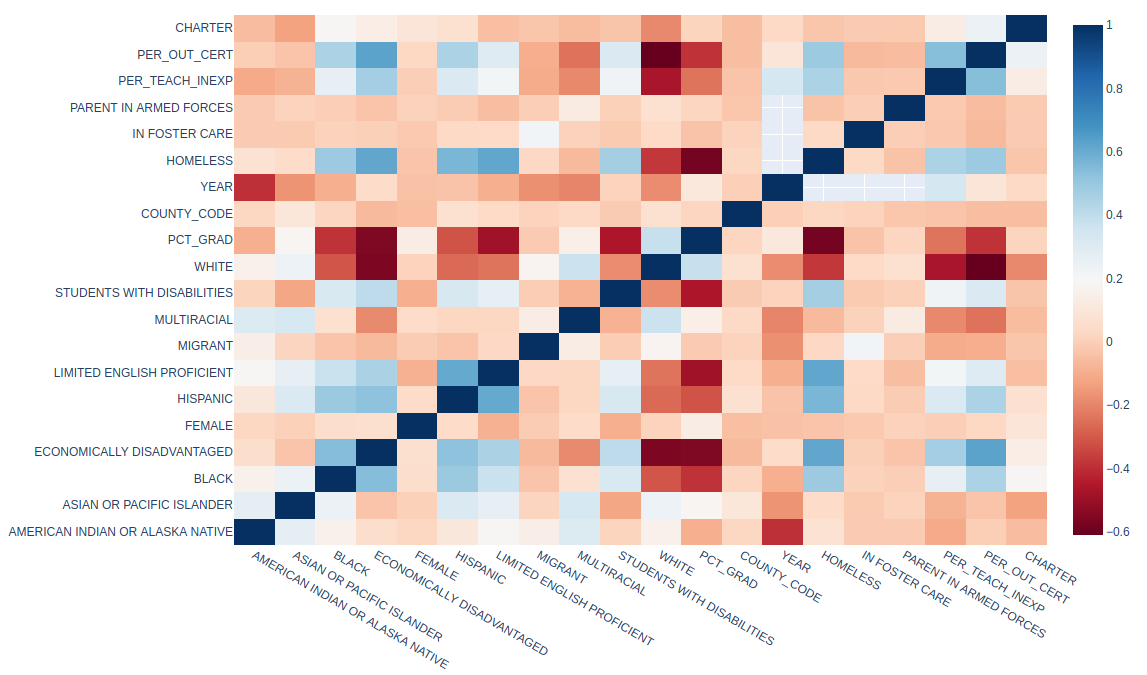 CHARTER
PER_OUT_CERT
PER_TEACH_INEXP
PARENT IN ARMED FORCES
IN FOSTER CARE
HOMELESS
YEAR
COUNTY_CODE
PCT_GRAD
WHITE
STUDENTS WITH DISABILITIES
MULTIRACIAL
MIGRANT
LIMITED ENGLISH PROFICIENT
HISPANIC
FEMALE
ECONOMICALLY DISADVANTAGED
BLACK
ASIAN OR PACIFIC ISLANDER
AMERICAN INDIAN OR ALASKA NATIVE
AMERICAN INDIAN OR ALASKA NATIVE
ASIAN OR PACIFIC ISLANDER
BLACK
ECONOMICALLY DISADVANTAGED
FEMALE
HISPANIC
LIMITED ENGLISH PROFICIENT
MIGRANT
MULTIRACIAL
STUDENTS WITH DISABILITIES
WHITE
PCT_GRAD
COUNTY_CODE
YEAR
HOMELESS
IN FOSTER CARE
PARENT IN ARMED FORCES
PER_TEACH_INEXP
PER_OUT_CERT
CHARTER
1
0.8
0.6
0.4
0.2
0
−0.2
−0.4
−0.6